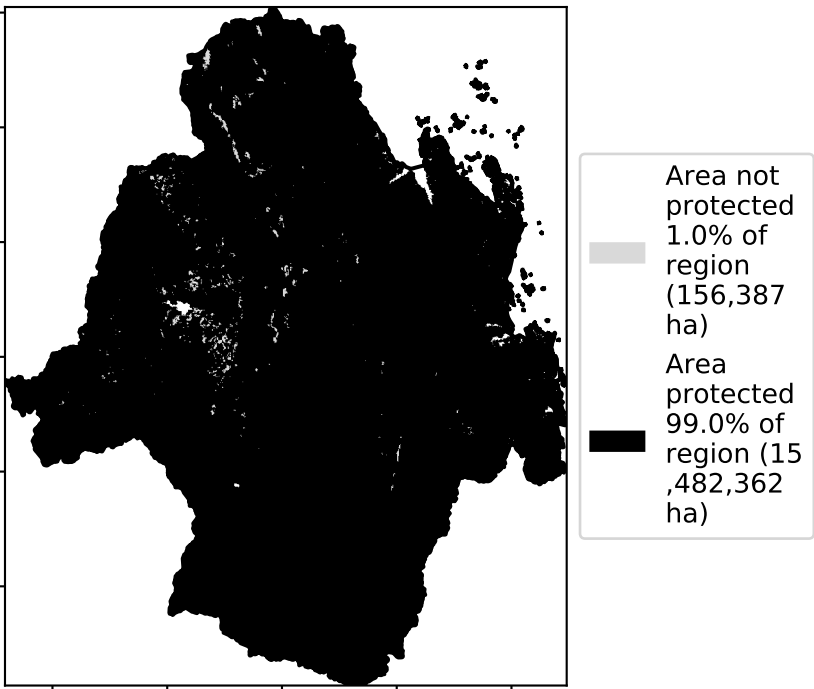 Area not
protected
1.0% of
region
(156,387
ha)
Area
protected
99.0% of
region (15
,482,362
ha)